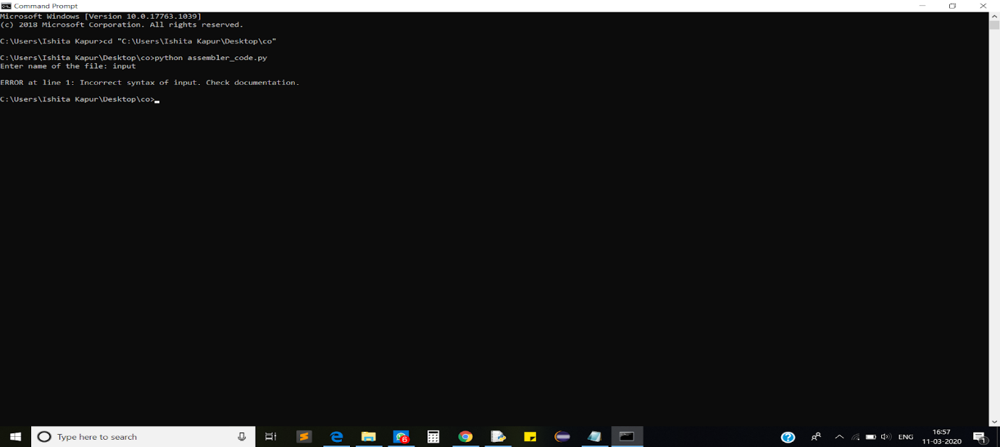 Command Prompt
Microsoft Windows [Version 10.0.17763.1039]
(c) 2018 Microsoft Corporation. All rights reserved.
C:\Users\Ishita Kapur>cd "C:\Users\Ishita Kapur\Desktop\co"
C:\Users\Ishita Kapur\Desktop\co>python assembler_code.py
Enter name of the file: input
ERROR at line 1: Incorrect syntax of input. Check documentation.
C:\Users\Ishita Kapur\Desktop\co>
Type here to search
6
ENG
16:57
11-03-2020
1